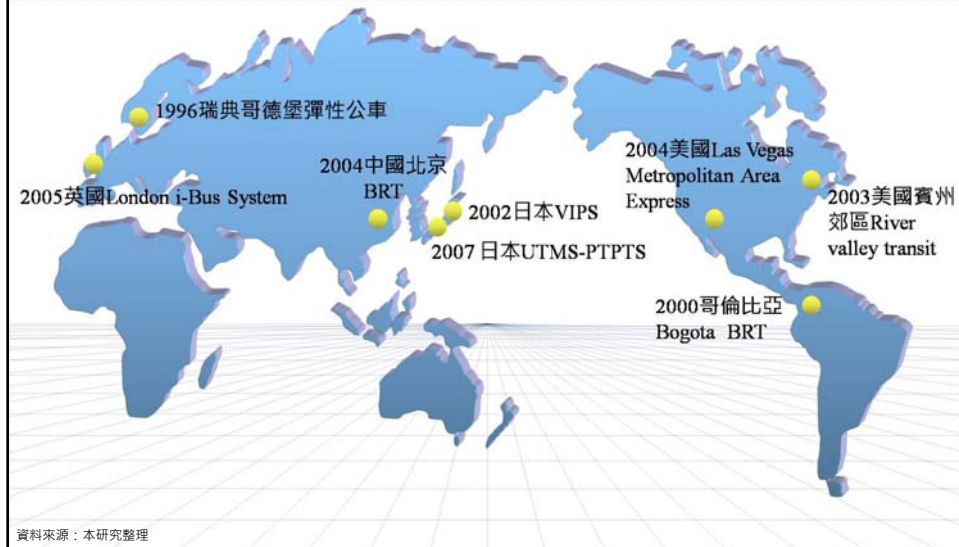 1996瑞典哥德堡彈性公車
2005英國London i-Bus System
2004中國北京
BRT
2002日本VIPS
2007 日本UTMS-PTPTS
2004美國Las Vegas
Metropolitan Area
Express
2003美國賓州
郊區River
valley transit
2000哥倫比亞
Bogota BRT
資料來源：本研究整理